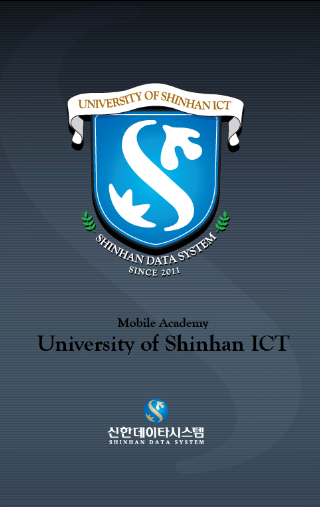 UNIVERSITY OF SHINHAN ICT
SHINHAN DATA SYSTEM
SINCE 2011
Mobile Academy
University of Shinhan ICT
신한데이타시스템
SHINHAN DATA SYSTEM